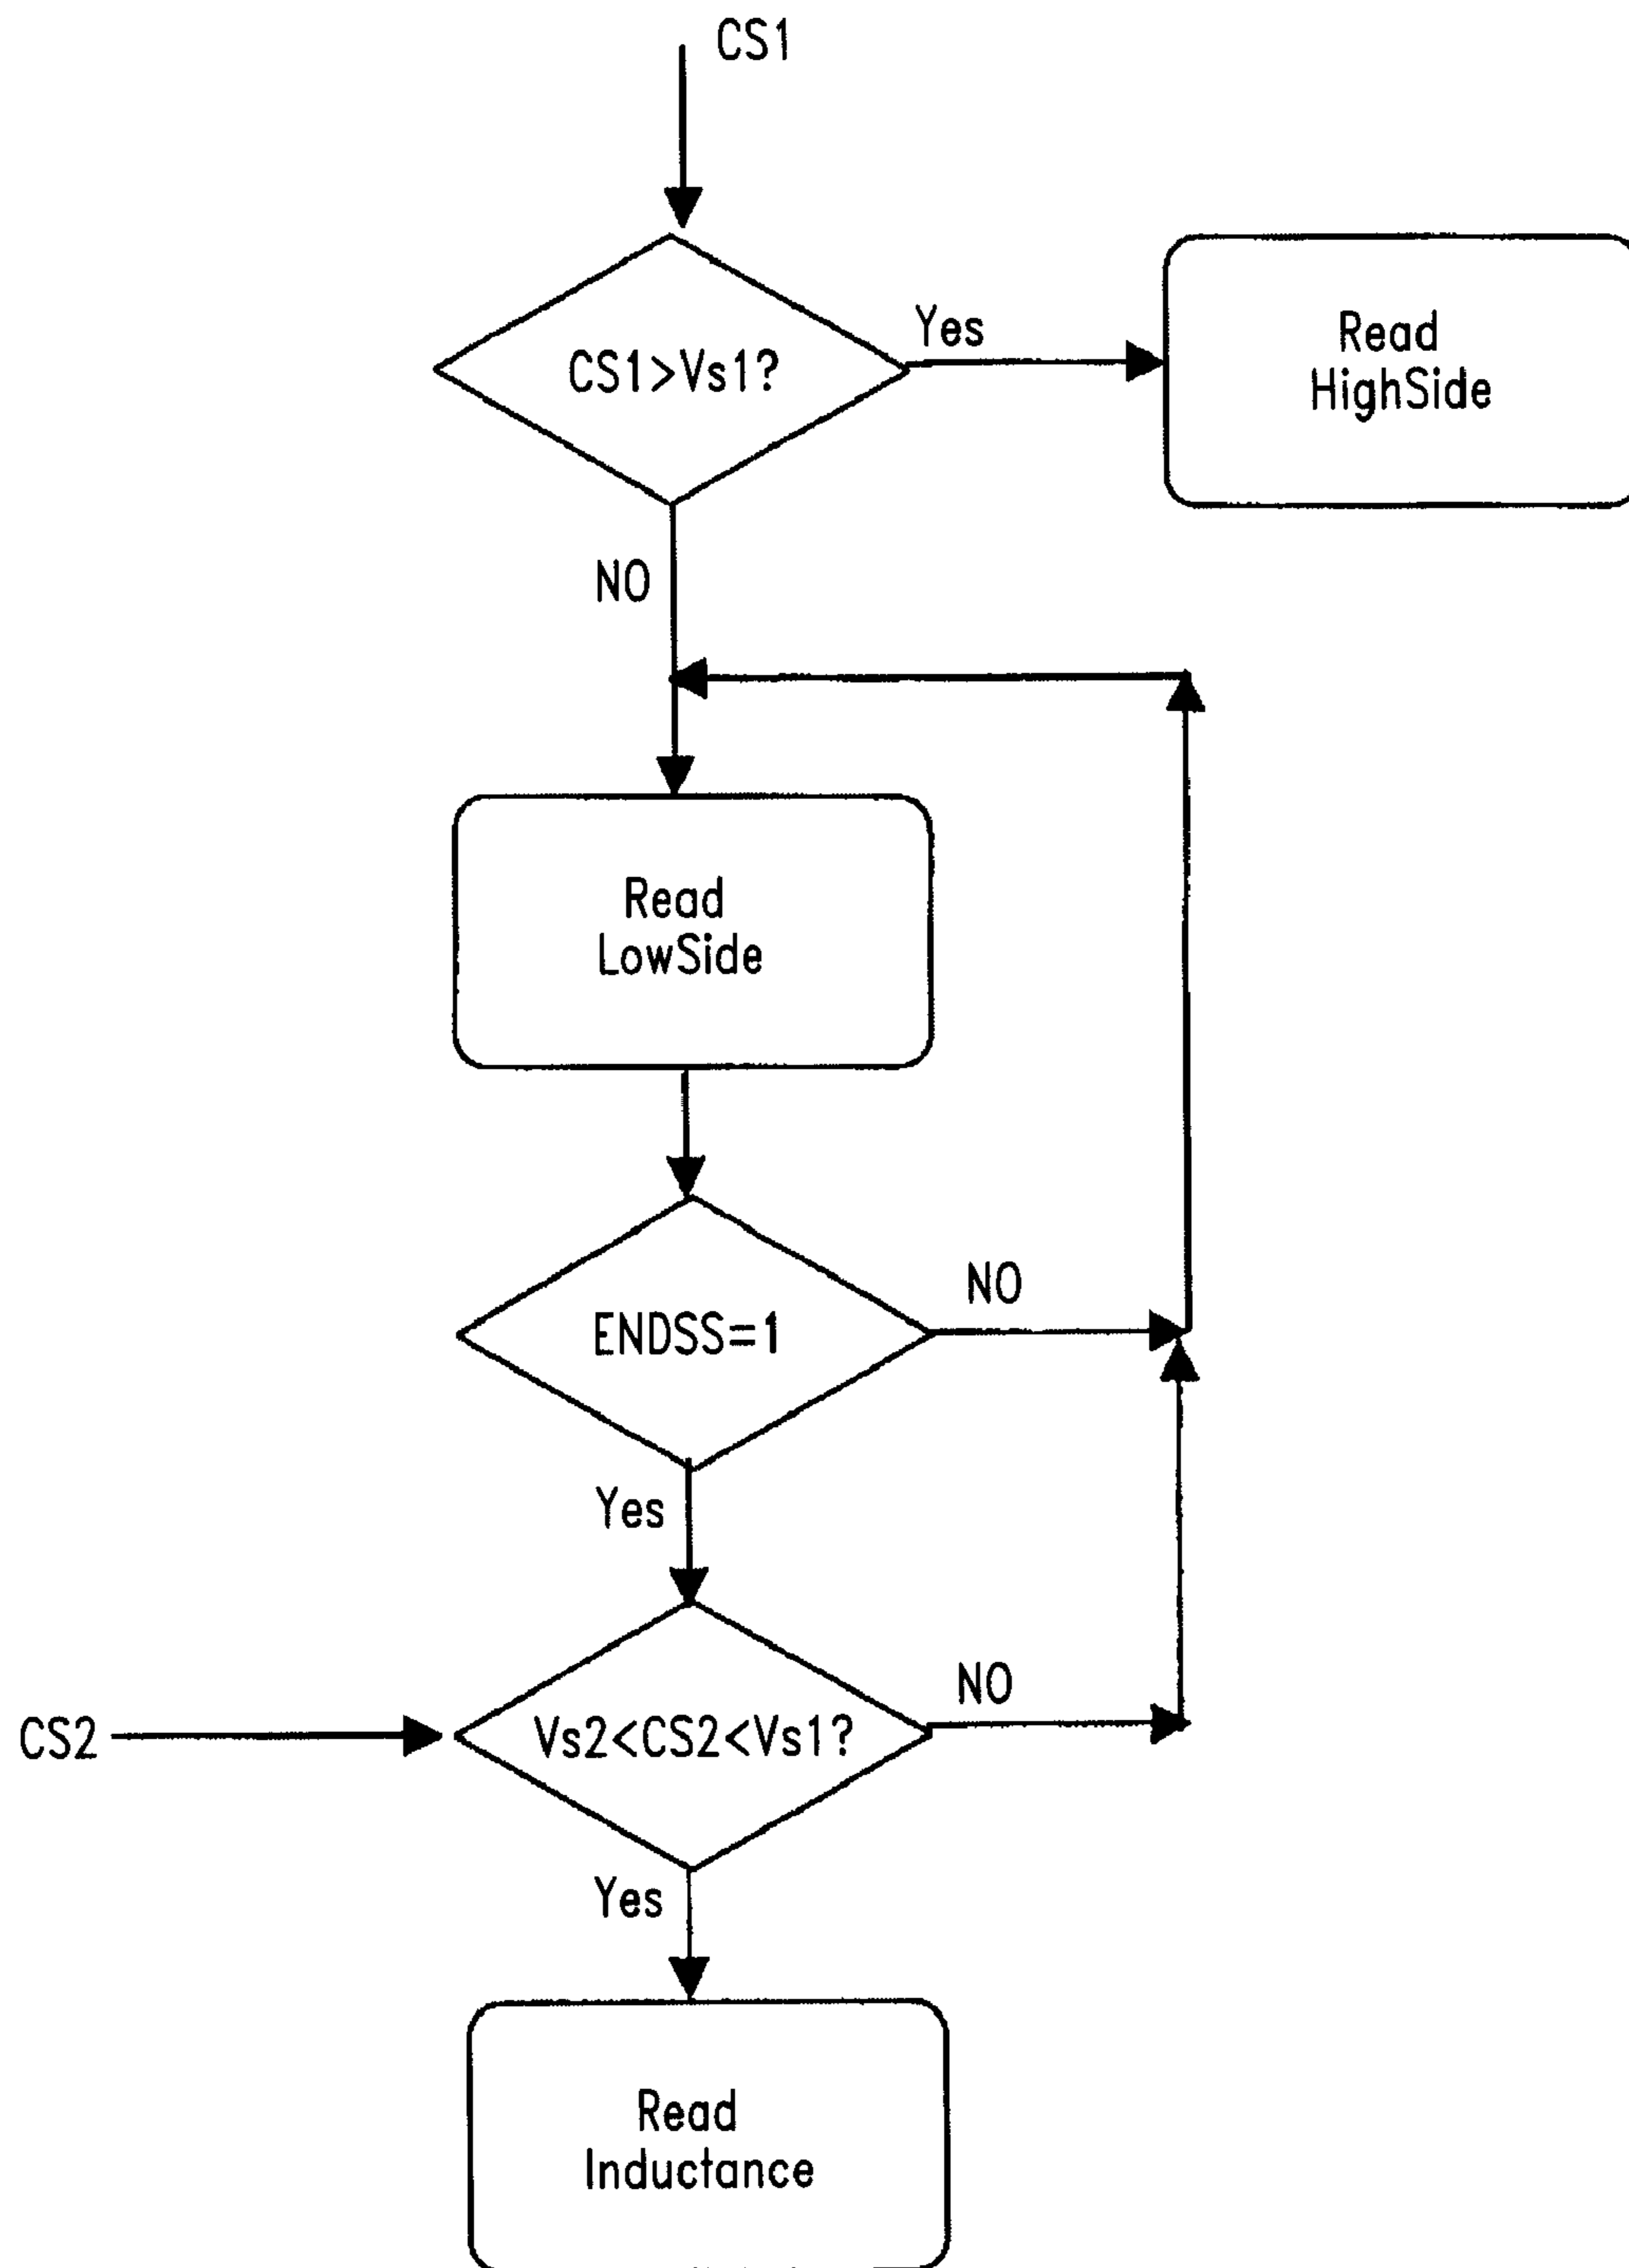 CS1
CS1>Vs1?
Yes
Read
HighSide
NO
Read
LowSide
ENDSS=1
NO
Yes
CS2
Vs2<CS2<Vs1?
NO
Yes
Read
Inductance